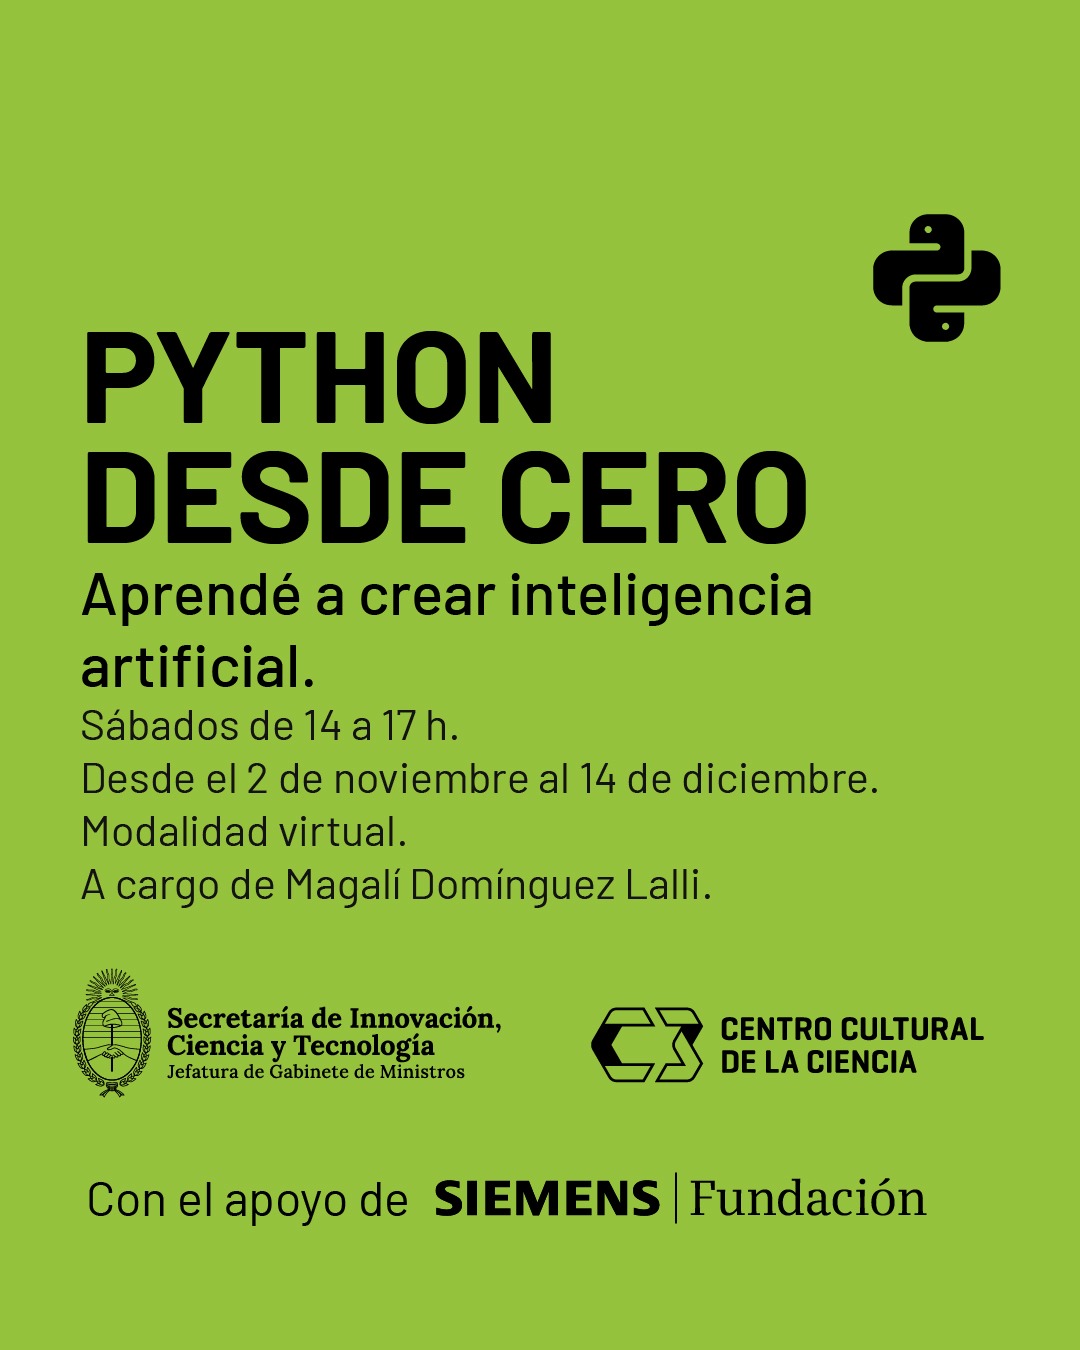 PYTHON
DESDE CERO
Aprendé a crear inteligencia
artificial.
Sábados de 14 a 17 h.
Desde el 2 de noviembre al 14 de diciembre.
Modalidad virtual.
A cargo de Magalí Domínguez Lalli.
Secretaría de Innovación,
Ciencia y Tecnología
Jefatura de Gabinete de Ministros
C3
CENTRO CULTURAL
DE LA CIENCIA
Con el apoyo de SIEMENS | Fundación